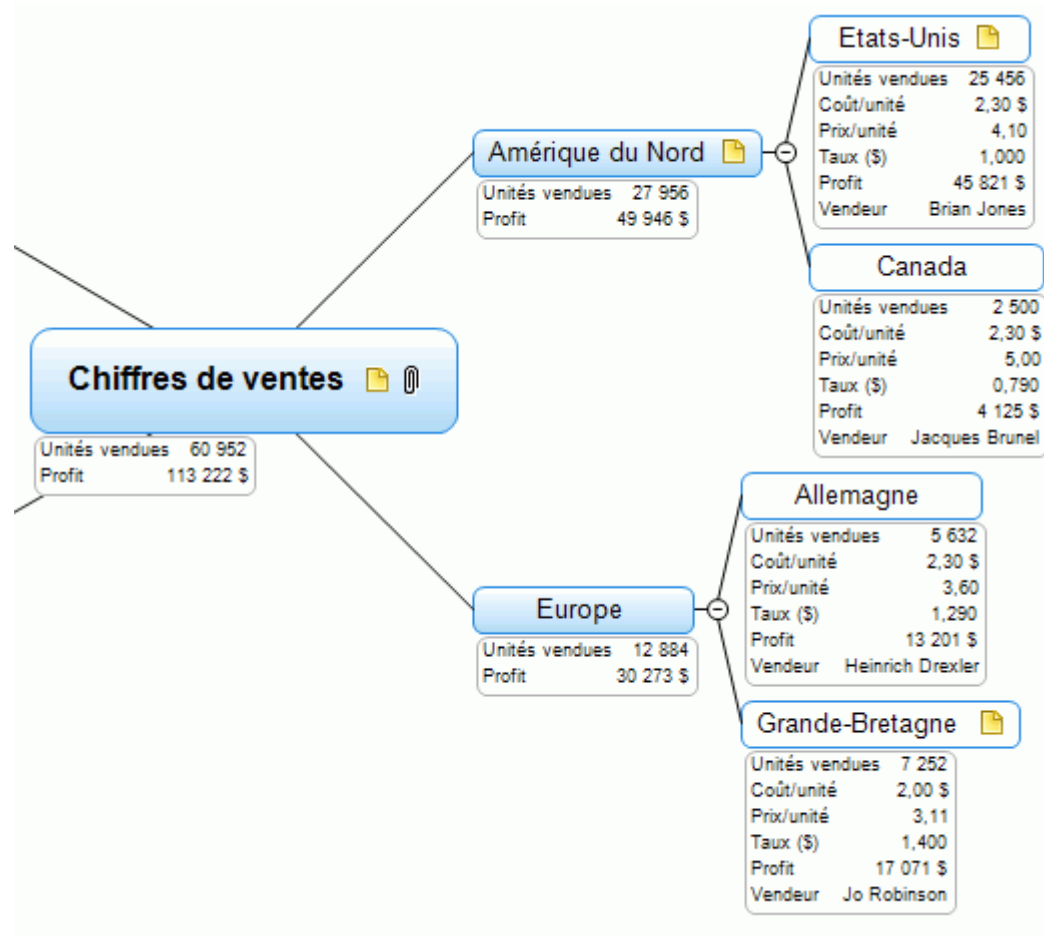 Chiffres de ventes
Unités vendues 60 952
Profit 113 222 $
Amérique du Nord
Unités vendues 27 956
Profit 49 946 $
Etats-Unis
Unités vendues 25 456
Coût/unité 2,30 $
Prix/unité 4,10
Taux ($) 1,000
Profit 45 821 $
Vendeur Brian Jones
Canada
Unités vendues 2 500
Coût/unité 2,30 $
Prix/unité 5,00
Taux ($) 0,790
Profit 4 125 $
Vendeur Jacques Brunel
Europe
Unités vendues 12 884
Profit 30 273 $
Allemagne
Unités vendues 5 632
Coût/unité 2,30 $
Prix/unité 3,60
Taux ($) 1,290
Profit 13 201 $
Vendeur Heinrich Drexler
Grande-Bretagne
Unités vendues 7 252
Coût/unité 2,00 $
Prix/unité 3,11
Taux ($) 1,400
Profit 17 071 $
Vendeur Jo Robinson